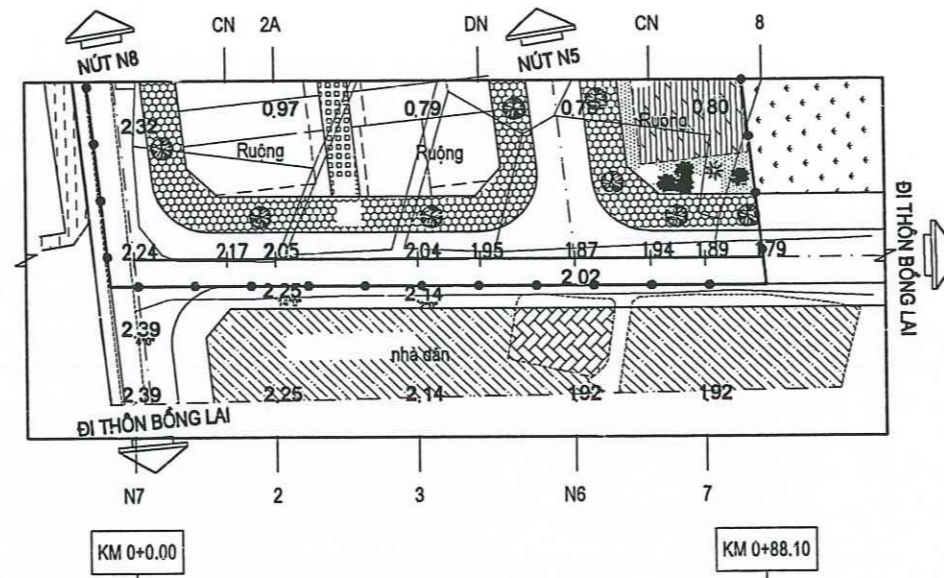 CN 2A DN CN 8
NÚT N8
NÚT N5
2.32 0.97 0.79 0.80
Ruộng Ruộng Ruộng
ĐI THÔN BỒNG LAI
2.24 2.17 2.05 2.04 1.95 1.87 1.94 1.89 1.79
2.02
2.25 2.14
2.39
nhà dân
2.39 2.25 2.14 1.92 1.92
ĐI THÔN BỒNG LAI
N7 2 3 N6 7
KM 0+0.00 KM 0+88.10